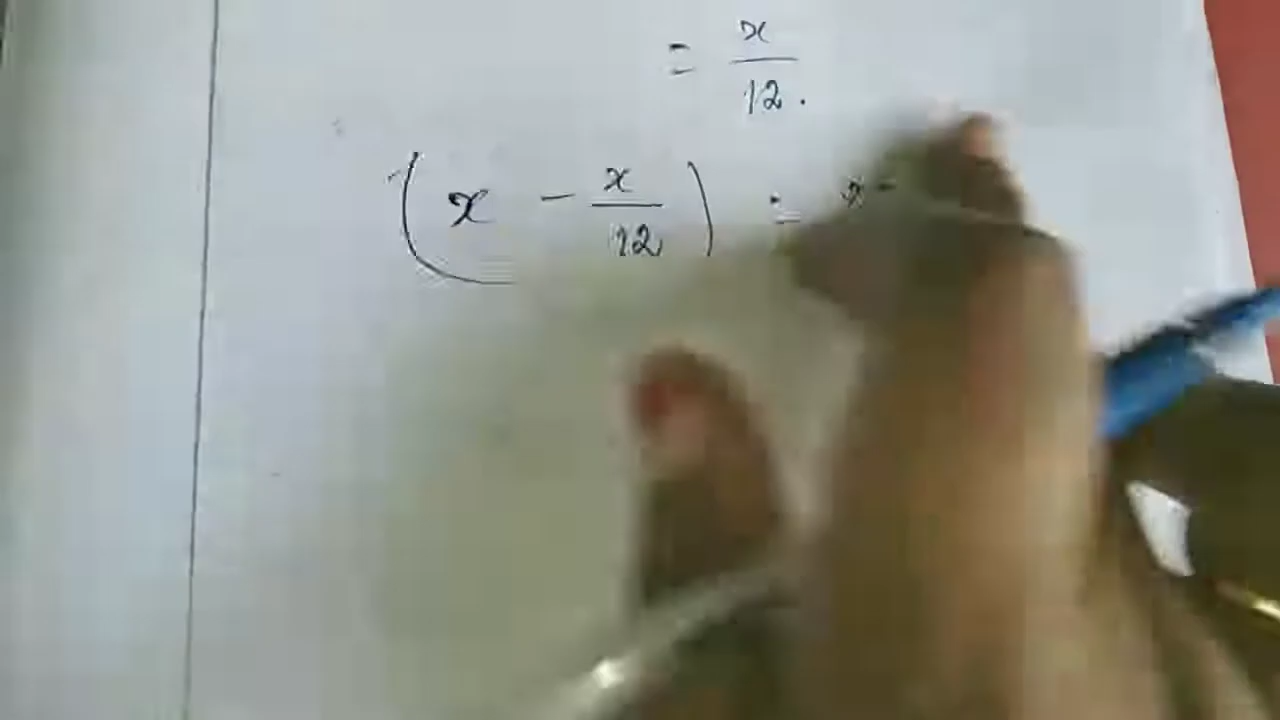 = x/12.
(x - x/12) =